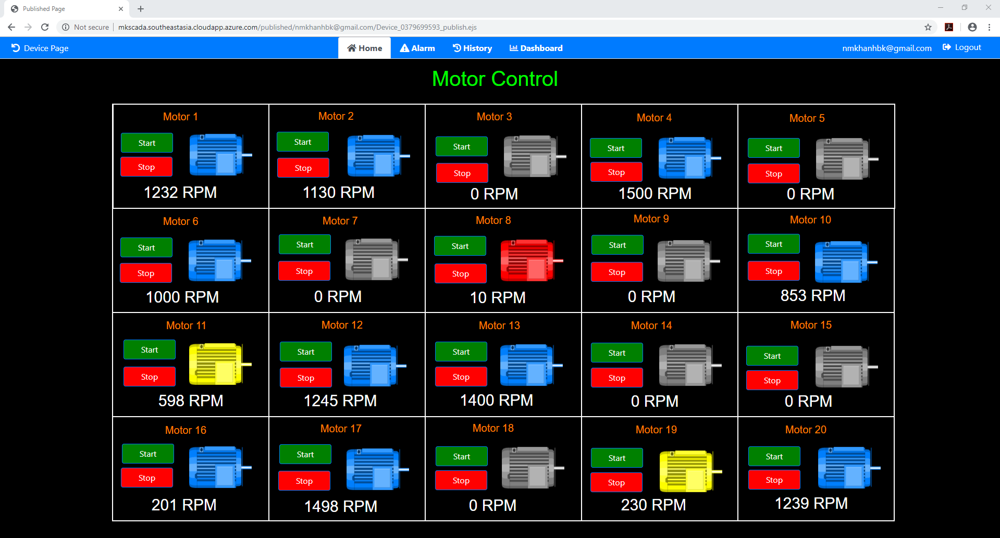 Published Page
Not secure mkscada.southeastasia.cloudapp.azure.com/published/nmkhanhbk@gmail.com/Device_0379699593_publish.ejs
Device Page Home Alarm History Dashboard nmkhanhbk@gmail.com Logout
Motor Control
Motor 1 Motor 2 Motor 3 Motor 4 Motor 5
Start Start Start Start Start
Stop Stop Stop Stop Stop
1232 RPM 1130 RPM 0 RPM 1500 RPM 0 RPM
Motor 6 Motor 7 Motor 8 Motor 9 Motor 10
Start Start Start Start Start
Stop Stop Stop Stop Stop
1000 RPM 0 RPM 10 RPM 0 RPM 853 RPM
Motor 11 Motor 12 Motor 13 Motor 14 Motor 15
Start Start Start Start Start
Stop Stop Stop Stop Stop
598 RPM 1245 RPM 1400 RPM 0 RPM 0 RPM
Motor 16 Motor 17 Motor 18 Motor 19 Motor 20
Start Start Start Start Start
Stop Stop Stop Stop Stop
201 RPM 1498 RPM 0 RPM 230 RPM 1239 RPM